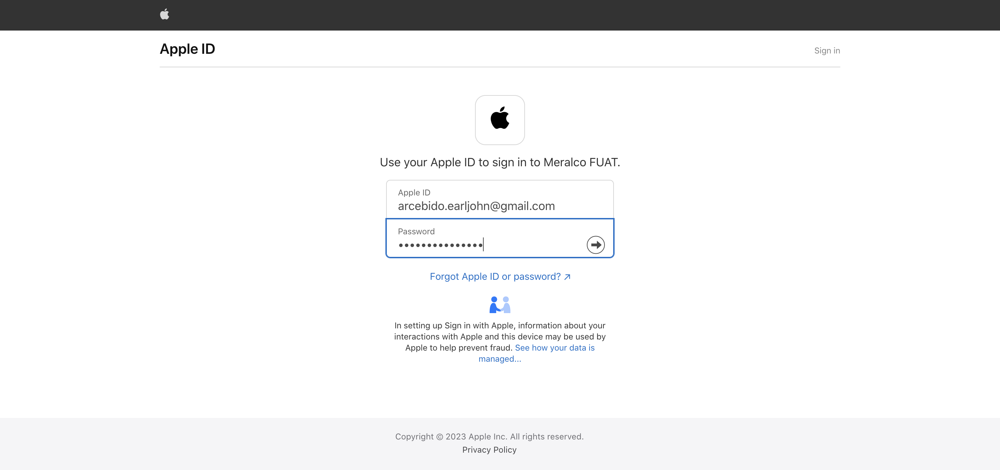 Apple ID
Sign in
Use your Apple ID to sign in to Meralco FUAT.
Apple ID
arcebido.earljohn@gmail.com
Password
Forgot Apple ID or password?
In setting up Sign in with Apple, information about your
interactions with Apple and this device may be used by
Apple to help prevent fraud. See how your data is
managed...
Copyright © 2023 Apple Inc. All rights reserved.
Privacy Policy